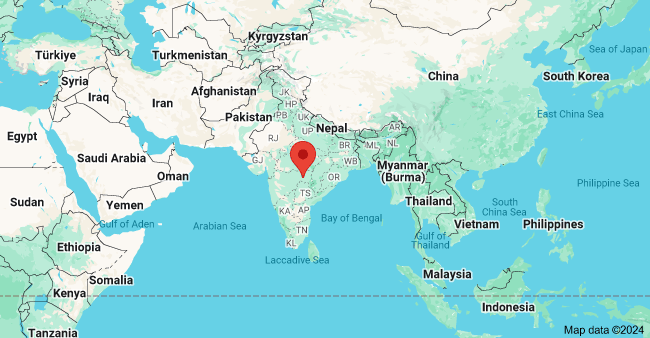 Kyrgyzstan
Sea of Japan
Türkiye
Turkmenistan
China
South Korea
Syria
Afghanistan
JK
Iraq
Iran
HP
East China Sea
PB
UK
Pakistan
Nepal
AR
Egypt
RJ
UP
BR
ML
NL
Saudi Arabia
GJ
WB
Myanmar
(Burma)
Oman
OR
Philippine Sea
TS
Sudan
Yemen
Thailand
South
China Sea
KA
AP
Bay of Bengal
Gulf of Aden
Arabian Sea
Vietnam
Philippines
TN
Gulf of
Thailand
Ethiopia
KL
Laccadive Sea
Somalia
Malaysia
Kenya
Indonesia
Tanzania
Map data ©2024